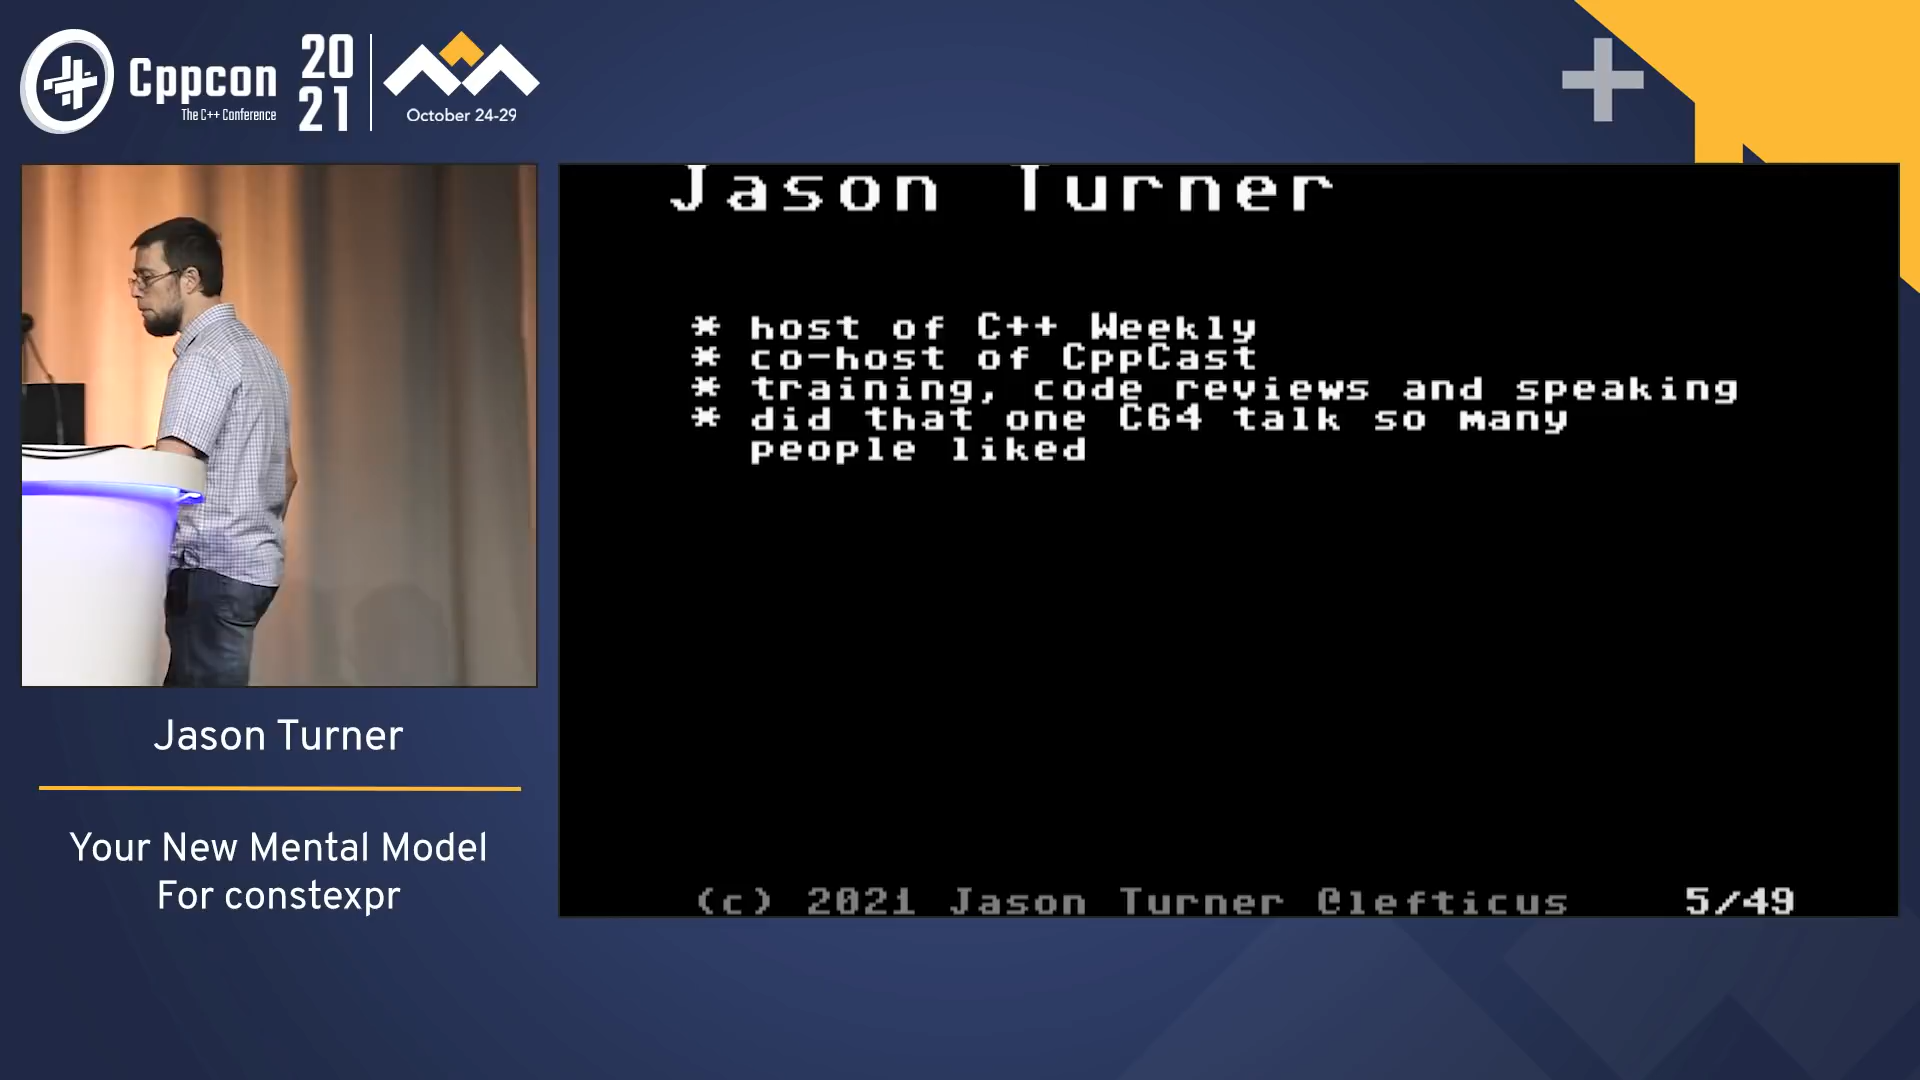 Cppcon
The C++ Conference
20
21
October 24-29
Jason Turner
* host of C++ Weekly
* co-host of CppCast
* training, code reviews and speaking
* did that one C64 talk so many
people liked
(c) 2021 Jason Turner @lefticus
5/49
Jason Turner
Your New Mental Model
For constexpr